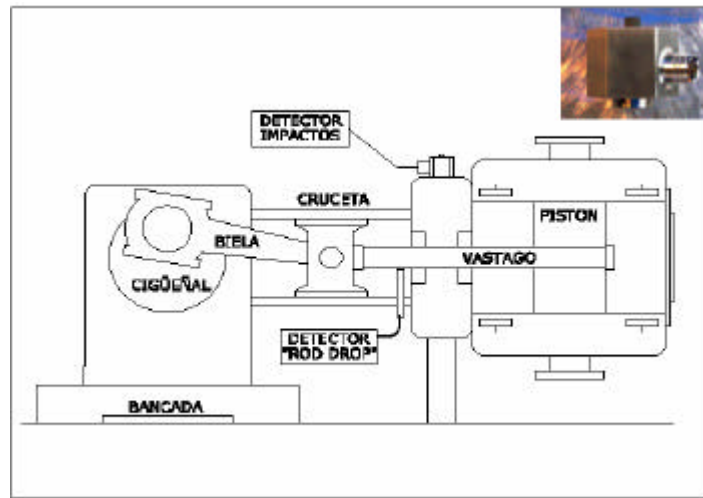 DETECTOR
IMPACTOS
CRUCETA
PISTON
BIELA
VASTAGO
CIGÜEÑAL
DETECTOR
"ROD DROP"
BANCADA